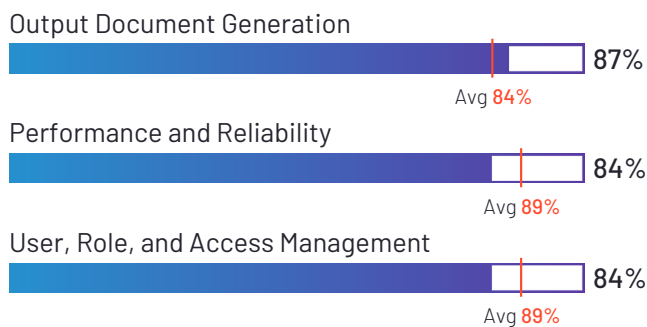 Output Document Generation
87%
Avg 84%
Performance and Reliability
84%
Avg 89%
User, Role, and Access Management
84%
Avg 89%